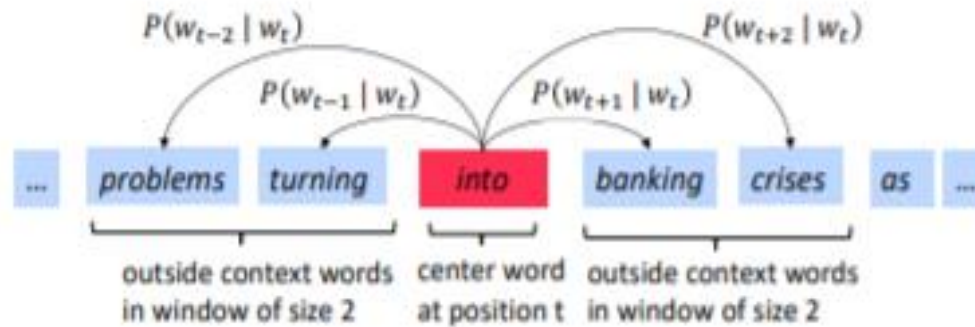 P(w_{t-2} | w_t) P(w_{t+2} | w_t)
P(w_{t-1} | w_t) P(w_{t+1} | w_t)
... problems turning into banking crises as ...
outside context words center word outside context words
in window of size 2 at position t in window of size 2